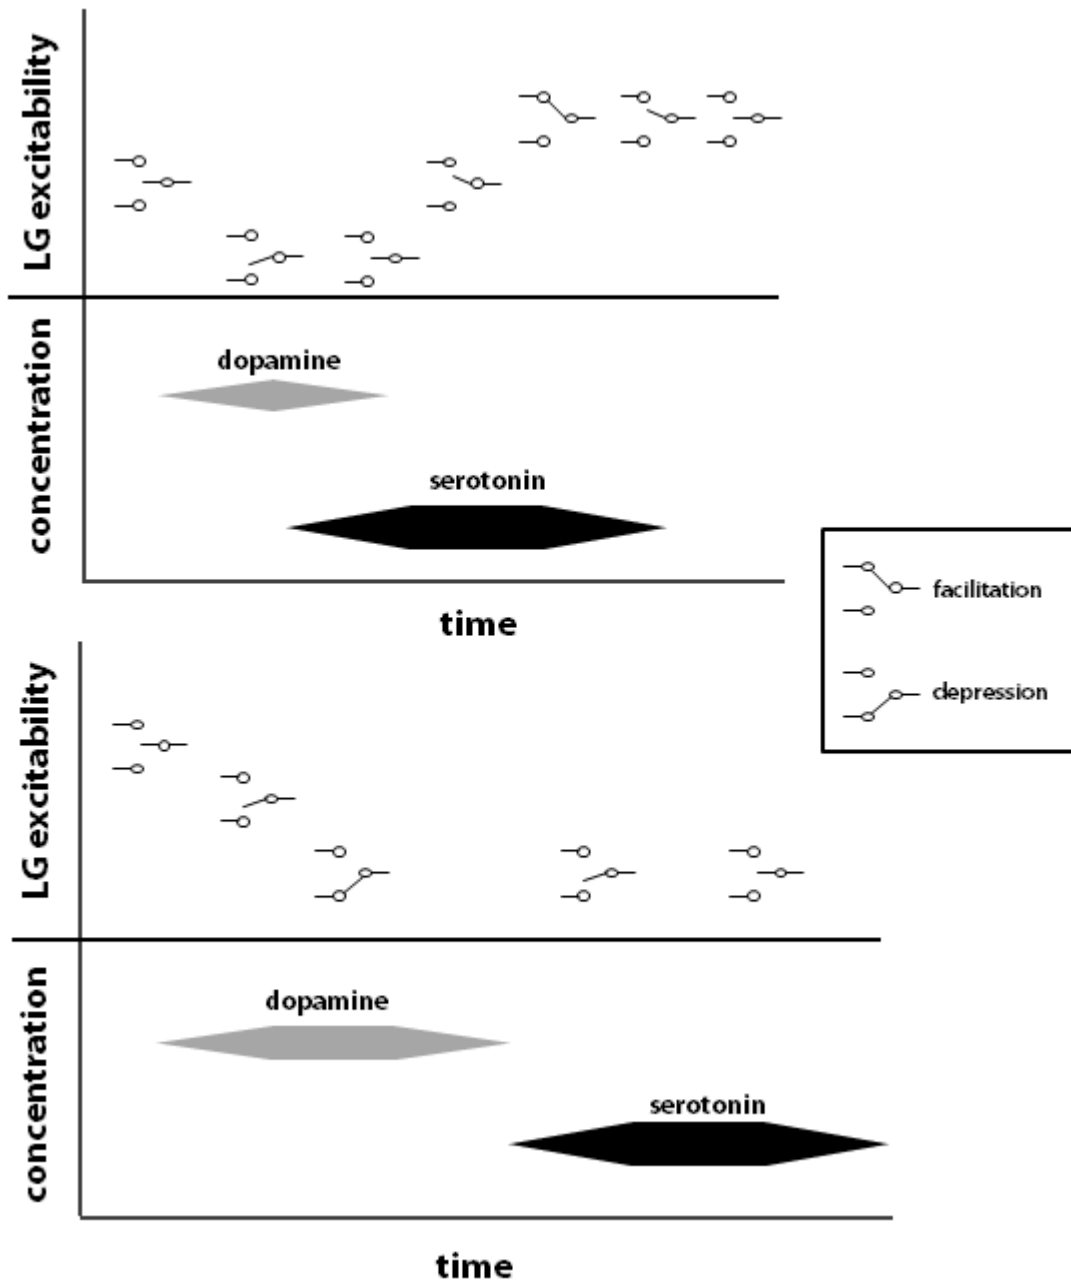 LG excitability
dopamine
serotonin
concentration
time
facilitation
depression
LG excitability
dopamine
serotonin
concentration
time